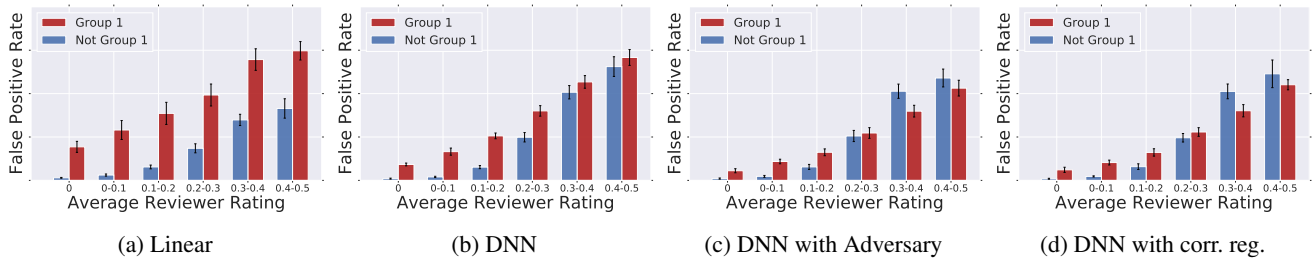 False Positive Rate
Group 1
Not Group 1
0
0-0.1
0.1-0.2
0.2-0.3
0.3-0.4
0.4-0.5
Average Reviewer Rating
(a) Linear
False Positive Rate
Group 1
Not Group 1
0
0-0.1
0.1-0.2
0.2-0.3
0.3-0.4
0.4-0.5
Average Reviewer Rating
(b) DNN
False Positive Rate
Group 1
Not Group 1
0
0-0.1
0.1-0.2
0.2-0.3
0.3-0.4
0.4-0.5
Average Reviewer Rating
(c) DNN with Adversary
False Positive Rate
Group 1
Not Group 1
0
0-0.1
0.1-0.2
0.2-0.3
0.3-0.4
0.4-0.5
Average Reviewer Rating
(d) DNN with corr. reg.